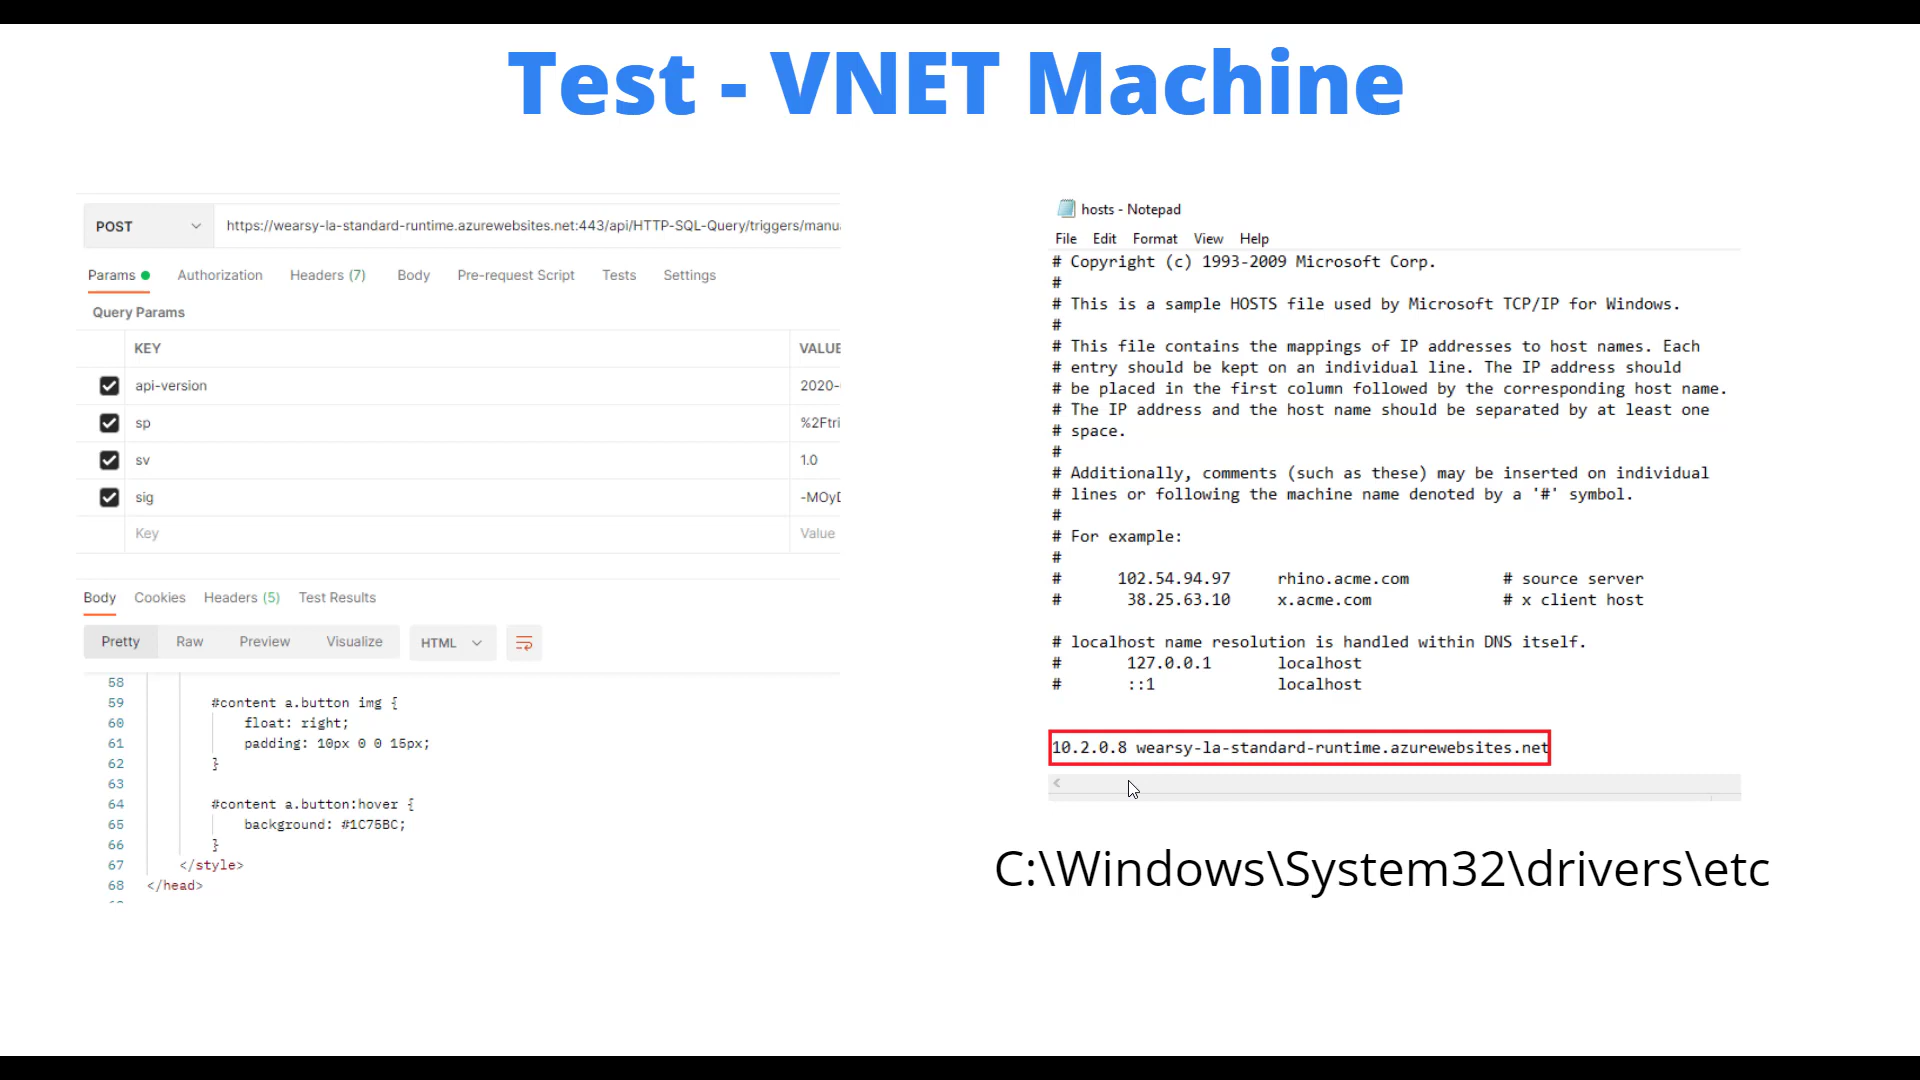 Test - VNET Machine
POST
https://wearsy-la-standard-runtime.azurewebsites.net:443/api/HTTP-SQL-Query/triggers/manu
Params Authorization Headers (7) Body Pre-request Script Tests Settings
Query Params
KEY VALUE
api-version 2020-
sp %2Ftri
sv 1.0
sig -MOyD
Key Value
Body Cookies Headers (5) Test Results
Pretty Raw Preview Visualize HTML
58
59 #content a.button img {
60 float: right;
61 padding: 10px 0 0 15px;
62 }
63
64 #content a.button:hover {
65 background: #1C75BC;
66 }
67 </style>
68 </head>
hosts - Notepad
File Edit Format View Help
# Copyright (c) 1993-2009 Microsoft Corp.
#
# This is a sample HOSTS file used by Microsoft TCP/IP for Windows.
#
# This file contains the mappings of IP addresses to host names. Each
# entry should be kept on an individual line. The IP address should
# be placed in the first column followed by the corresponding host name.
# The IP address and the host name should be separated by at least one
# space.
#
# Additionally, comments (such as these) may be inserted on individual
# lines or following the machine name denoted by a '#' symbol.
#
# For example:
#
# 102.54.94.97 rhino.acme.com # source server
# 38.25.63.10 x.acme.com # x client host
# localhost name resolution is handled within DNS itself.
# 127.0.0.1 localhost
# ::1 localhost
10.2.0.8 wearsy-la-standard-runtime.azurewebsites.net
C:\Windows\System32\drivers\etc